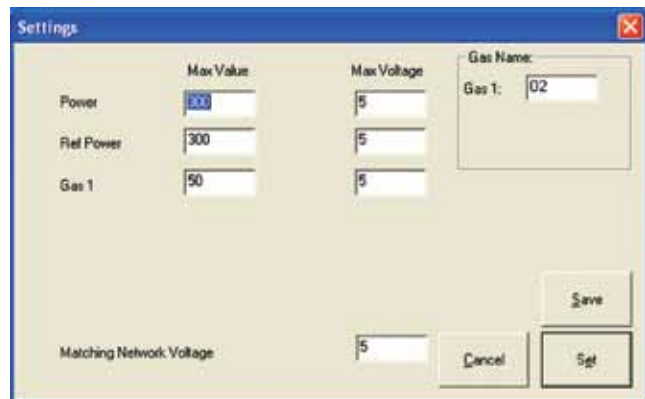 Settings
Max Value
Max Voltage
Gas Name:
Power
300
5
Gas 1:
O2
Ref Power
300
5
Gas 1
50
5
Save
Matching Network Voltage
5
Cancel
Set